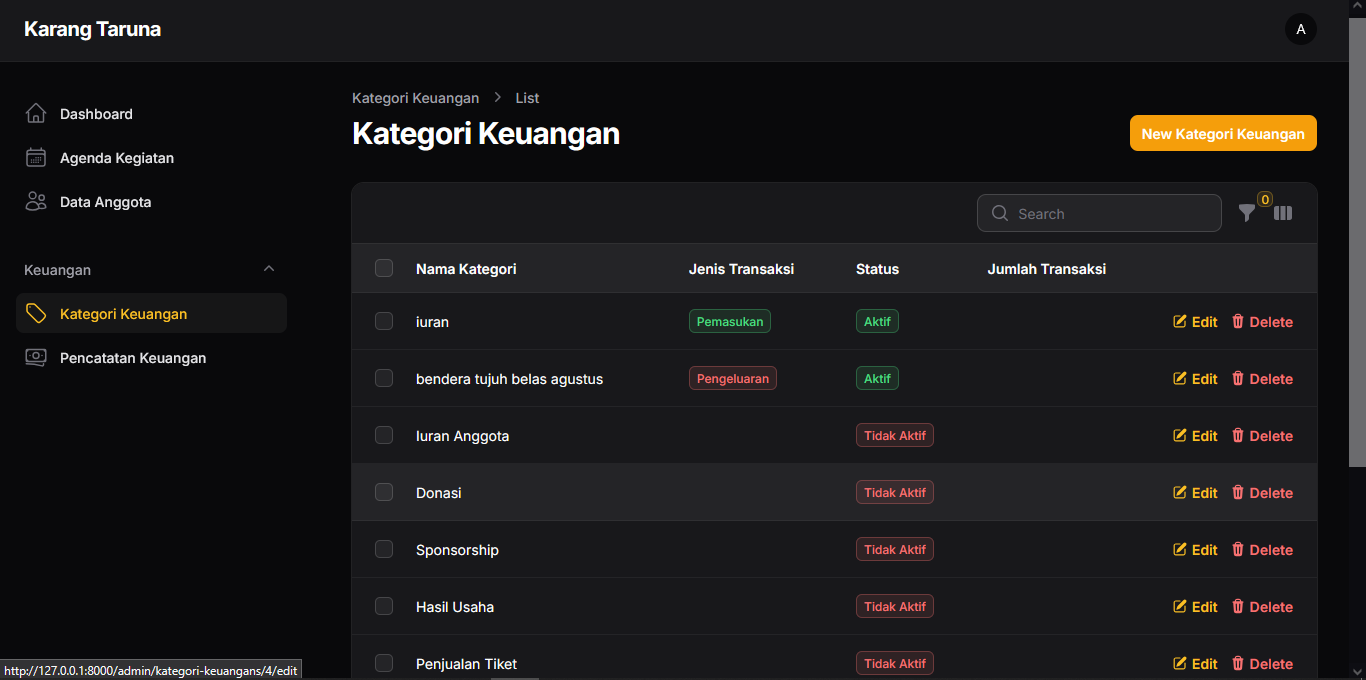 Karang Taruna
A
Dashboard
Agenda Kegiatan
Data Anggota
Keuangan
Kategori Keuangan
Pencatatan Keuangan
Kategori Keuangan > List
Kategori Keuangan
New Kategori Keuangan
Search
0
Nama Kategori Jenis Transaksi Status Jumlah Transaksi
iuran Pemasukan Aktif Edit Delete
bendera tujuh belas agustus Pengeluaran Aktif Edit Delete
Iuran Anggota Tidak Aktif Edit Delete
Donasi Tidak Aktif Edit Delete
Sponsorship Tidak Aktif Edit Delete
Hasil Usaha Tidak Aktif Edit Delete
Penjualan Tiket Tidak Aktif Edit Delete
http://127.0.0.1:8000/admin/kategori-keuangans/4/edit